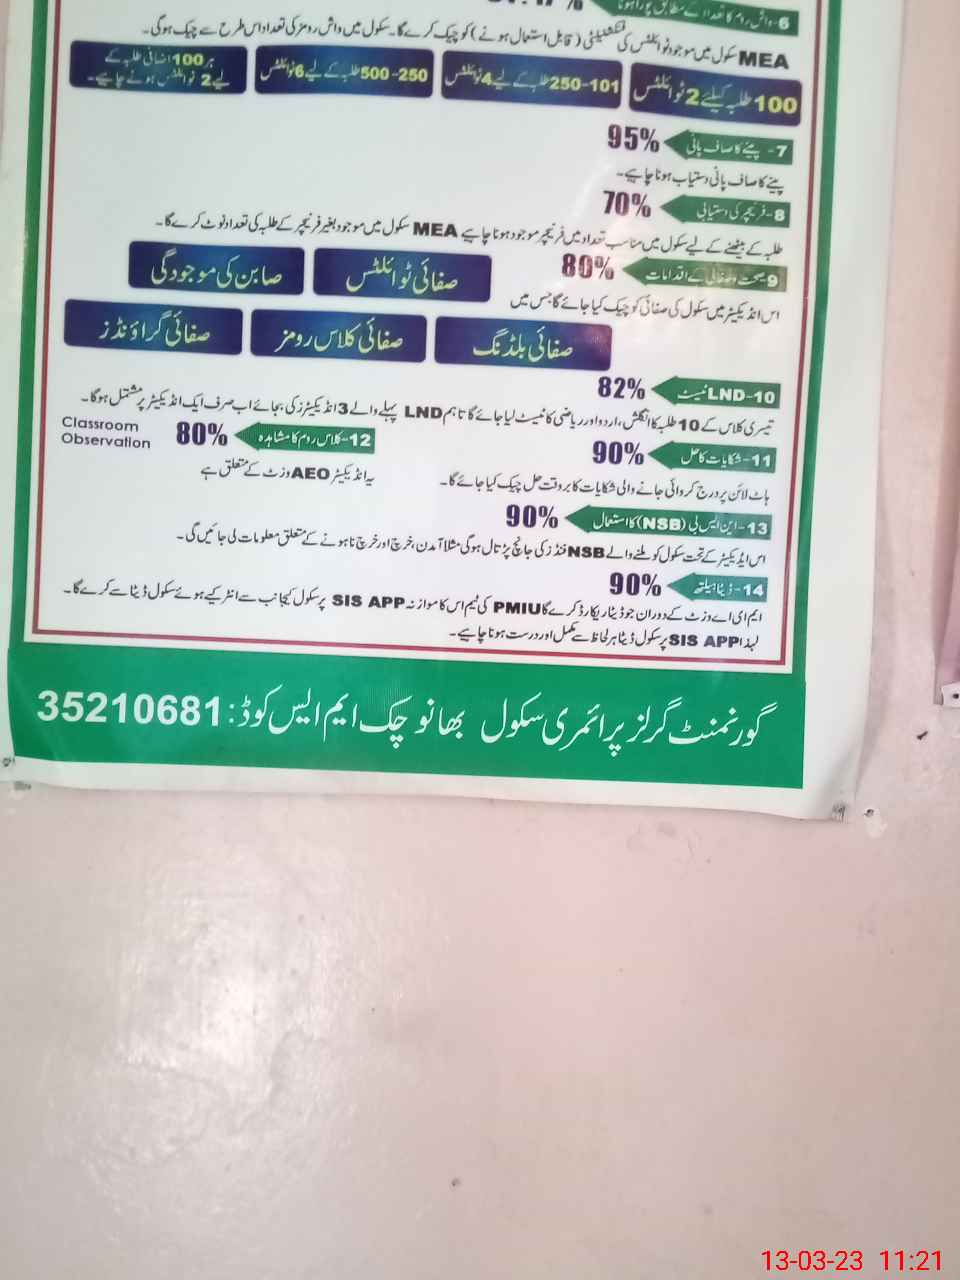 6-واش روم کا تعداد کے مطابق پورا ہونا
MEA سکول میں موجود ٹوائلٹس کی فنکشنیلیٹی (قابل استعمال ہونے) کو چیک کرے گا۔ سکول میں واش رومز کی تعداد اس طرح سے چیک ہوگی۔
100 طلبہ کیلئے 2 ٹوائلٹس
101-250 طلبہ کے لیے 4 ٹوائلٹس
250-500 طلبہ کے لیے 6 ٹوائلٹس
ہر 100 اضافی طلبہ کے
لیے 2 ٹوائلٹس ہونے چاہیے۔
7- پینے کا صاف پانی 95%
پینے کا صاف پانی دستیاب ہونا چاہیے۔
8-فرنیچر کی دستیابی 70%
طلبہ کے بیٹھنے کے لیے سکول میں مناسب تعداد میں فرنیچر موجود ہونا چاہیے MEA سکول میں موجود بغیر فرنیچر کے طلبہ کی تعداد نوٹ کرے گا۔
9-صحت و صفائی کے اقدامات 80%
صفائی ٹوائلٹس
صابن کی موجودگی
اس انڈیکیٹر میں سکول کی صفائی کو چیک کیا جائے گا جس میں
صفائی بلڈنگ
صفائی کلاس رومز
صفائی گراؤنڈز
10-LND ٹیسٹ 82%
تیسری کلاس کے 10 طلبہ کا انگلش، اردو اور ریاضی کا ٹیسٹ لیا جائے گا تاہم LND پہلے والے 3 انڈیکیٹرز کی بجائے اب صرف ایک انڈیکیٹر پر مشتمل ہوگا۔
11-شکایات کا حل 90%
12-کلاس روم کا مشاہدہ 80% Classroom
Observation
ہاٹ لائن پر درج کروائی جانے والی شکایات کا بروقت حل چیک کیا جائے گا۔
یہ انڈیکیٹر AEO وزٹ کے متعلق ہے
13-این ایس بی (NSB) کا استعمال 90%
اس انڈیکیٹر کے تحت سکول کو ملنے والے NSB فنڈز کی جانچ پڑتال ہوگی مثلا آمدن، خرچ اور خرچ نا ہونے کے متعلق معلومات لی جائیں گی۔
14-ڈیٹا ہیلتھ 90%
ایم ای اے وزٹ کے دوران جو ڈیٹا ریکارڈ کرے گا PMIU کی ٹیم اس کا موازنہ SIS APP پر سکول کیجانب سے انٹر کیے ہوئے سکول ڈیٹا سے کرے گا۔
لہذا SIS APP پر سکول ڈیٹا ہر لحاظ سے مکمل اور درست ہونا چاہیے۔
گورنمنٹ گرلز پرائمری سکول بھانو چک ایم ایس کوڈ: 35210681
13-03-23 11:21